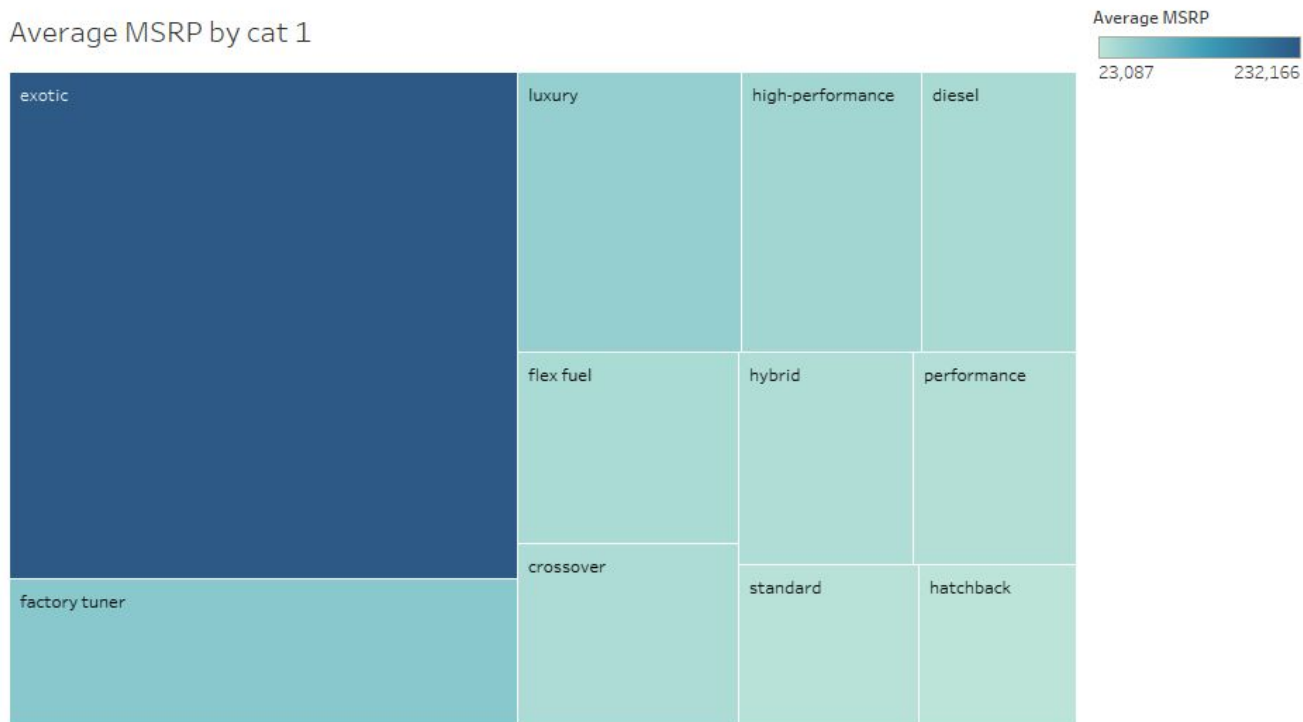 Average MSRP by cat 1
Average MSRP
23,087 232,166
exotic
luxury
high-performance
diesel
flex fuel
hybrid
performance
crossover
standard
hatchback
factory tuner